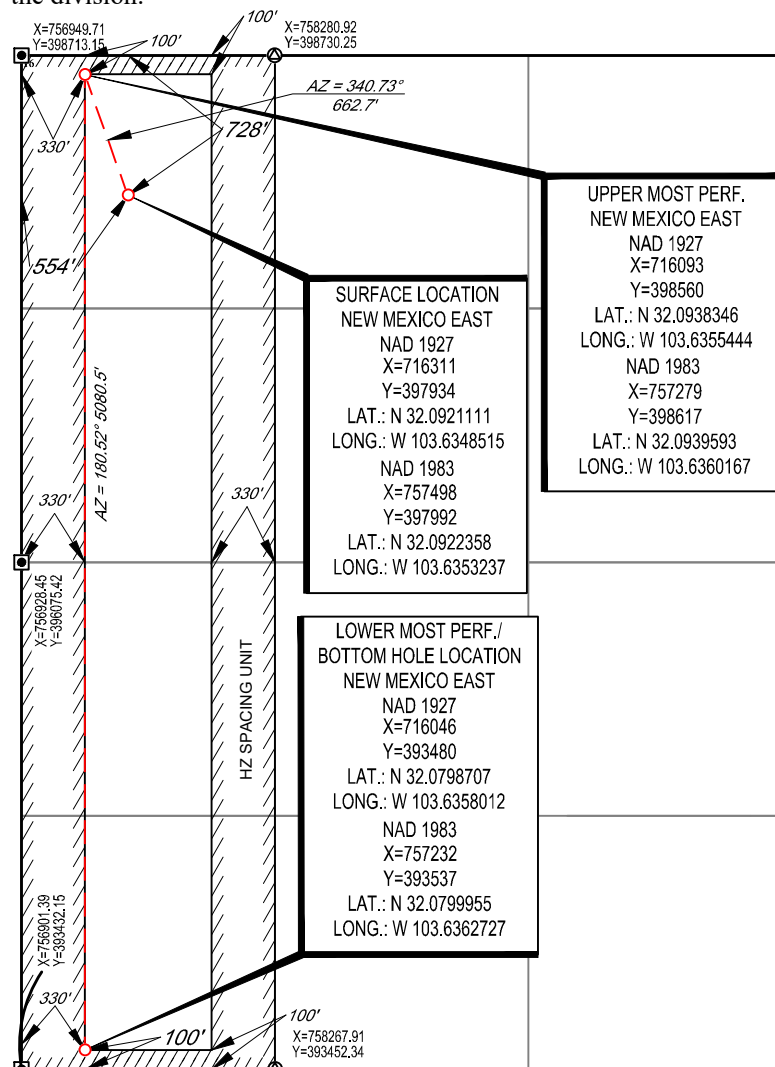 the division.
X=756949.71
Y=398713.15
100'
100'
X=758280.92
Y=398730.25
AZ = 340.73°
662.7'
330'
728'
554'
UPPER MOST PERF.
NEW MEXICO EAST
NAD 1927
X=716093
Y=398560
LAT.: N 32.0938346
LONG.: W 103.6355444
NAD 1983
X=757279
Y=398617
LAT.: N 32.0939593
LONG.: W 103.6360167
SURFACE LOCATION
NEW MEXICO EAST
NAD 1927
X=716311
Y=397934
LAT.: N 32.0921111
LONG.: W 103.6348515
NAD 1983
X=757498
Y=397992
LAT.: N 32.0922358
LONG.: W 103.6353237
AZ = 180.52° 5080.5'
330'
330'
X=756928.45
Y=396075.42
HZ SPACING UNIT
LOWER MOST PERF./
BOTTOM HOLE LOCATION
NEW MEXICO EAST
NAD 1927
X=716046
Y=393480
LAT.: N 32.0798707
LONG.: W 103.6358012
NAD 1983
X=757232
Y=393537
LAT.: N 32.0799955
LONG.: W 103.6362727
X=756901.39
Y=393432.15
330'
100'
100'
X=758267.91
Y=393452.34